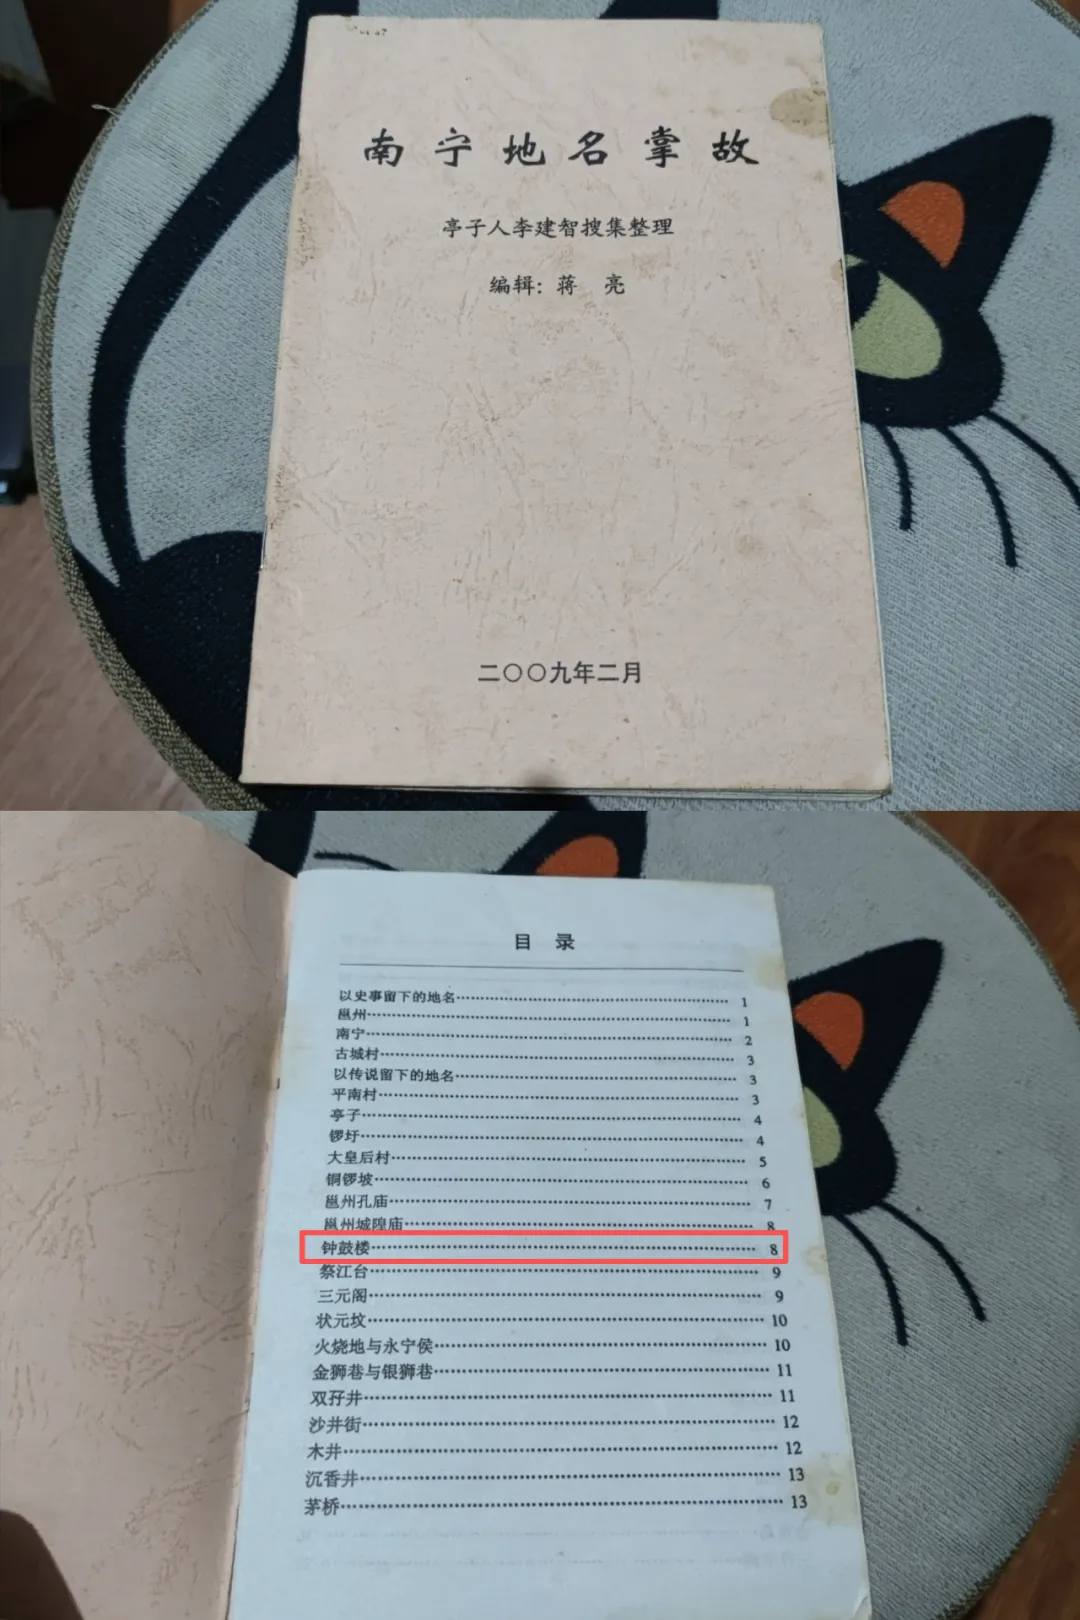 南宁地名掌故
亭子人李建智搜集整理
编辑：蒋 亮
二〇〇九年二月
目 录
以史事留下的地名………1
邕州………1
南宁………2
古城村………3
以传说留下的地名………3
平南村………3
亭子………4
锣圩………4
大皇后村………5
铜锣坡………6
邕州孔庙………7
邕州城隍庙………8
钟鼓楼………8
祭江台………9
三元阁………9
状元坟………10
火烧地与永宁侯………10
金狮巷与银狮巷………11
双孖井………11
沙井街………12
木井………12
沉香井………13
茅桥………13